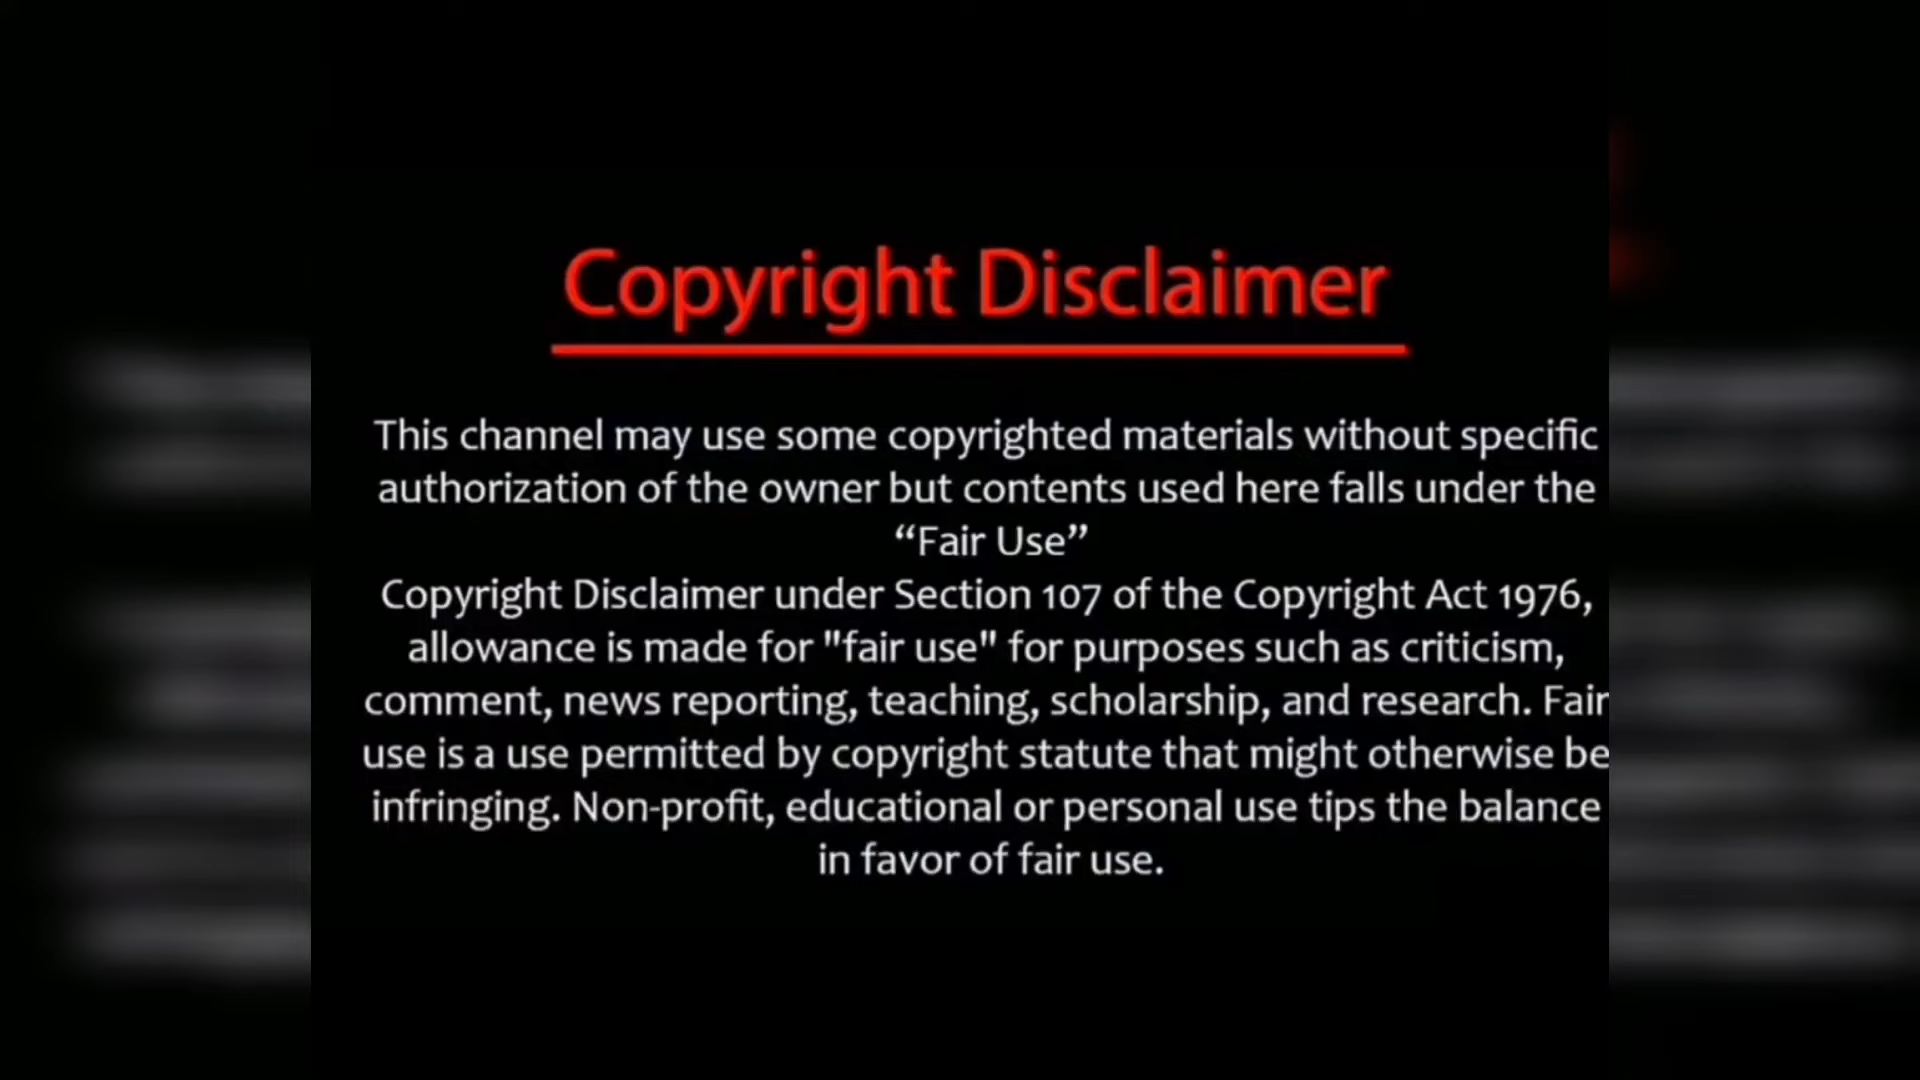 Copyright Disclaimer
This channel may use some copyrighted materials without specific
authorization of the owner but contents used here falls under the
“Fair Use”
Copyright Disclaimer under Section 107 of the Copyright Act 1976,
allowance is made for "fair use" for purposes such as criticism,
comment, news reporting, teaching, scholarship, and research. Fair
use is a use permitted by copyright statute that might otherwise be
infringing. Non-profit, educational or personal use tips the balance
in favor of fair use.